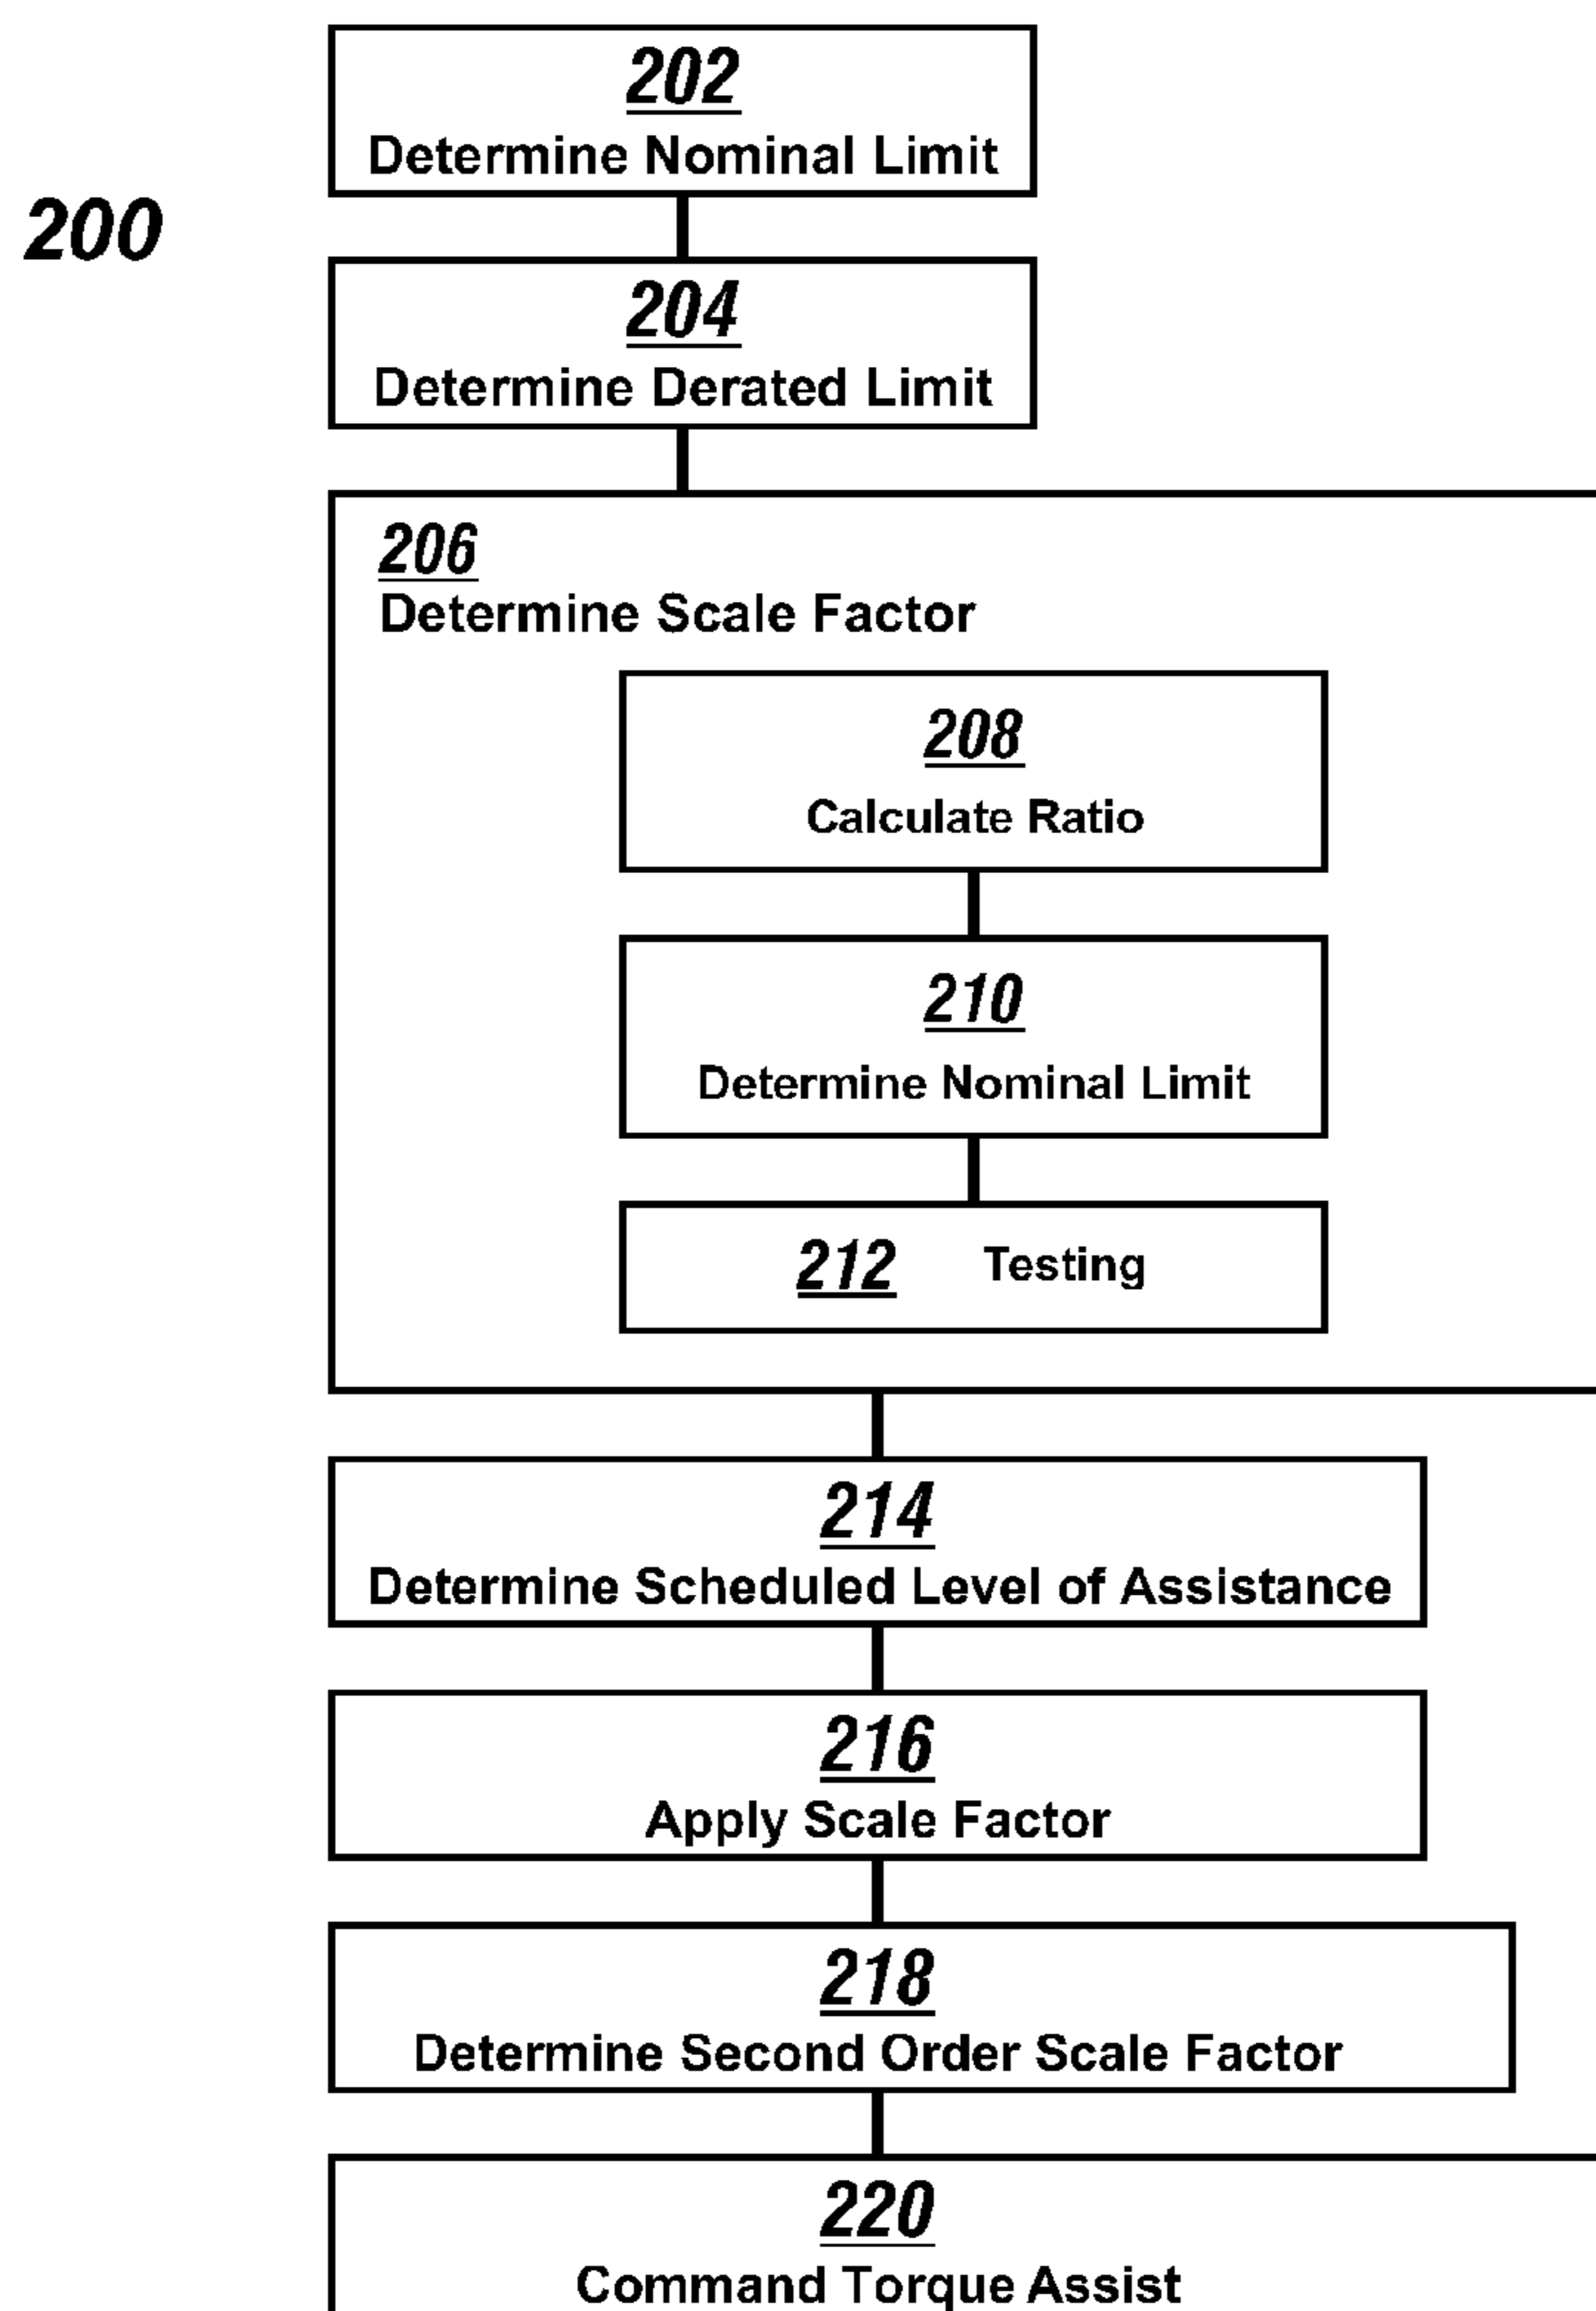 202
Determine Nominal Limit
200
204
Determine Derated Limit
206
Determine Scale Factor
208
Calculate Ratio
210
Determine Nominal Limit
212 Testing
214
Determine Scheduled Level of Assistance
216
Apply Scale Factor
218
Determine Second Order Scale Factor
220
Command Torque Assist